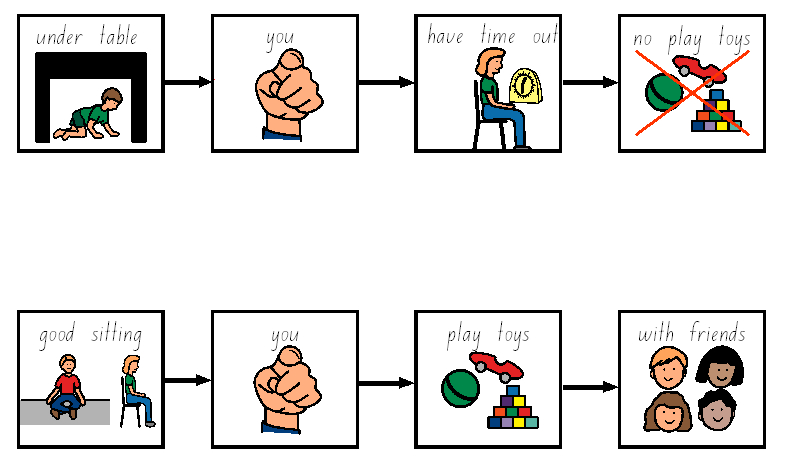 under table
you
have time out
no play toys
good sitting
you
play toys
with friends